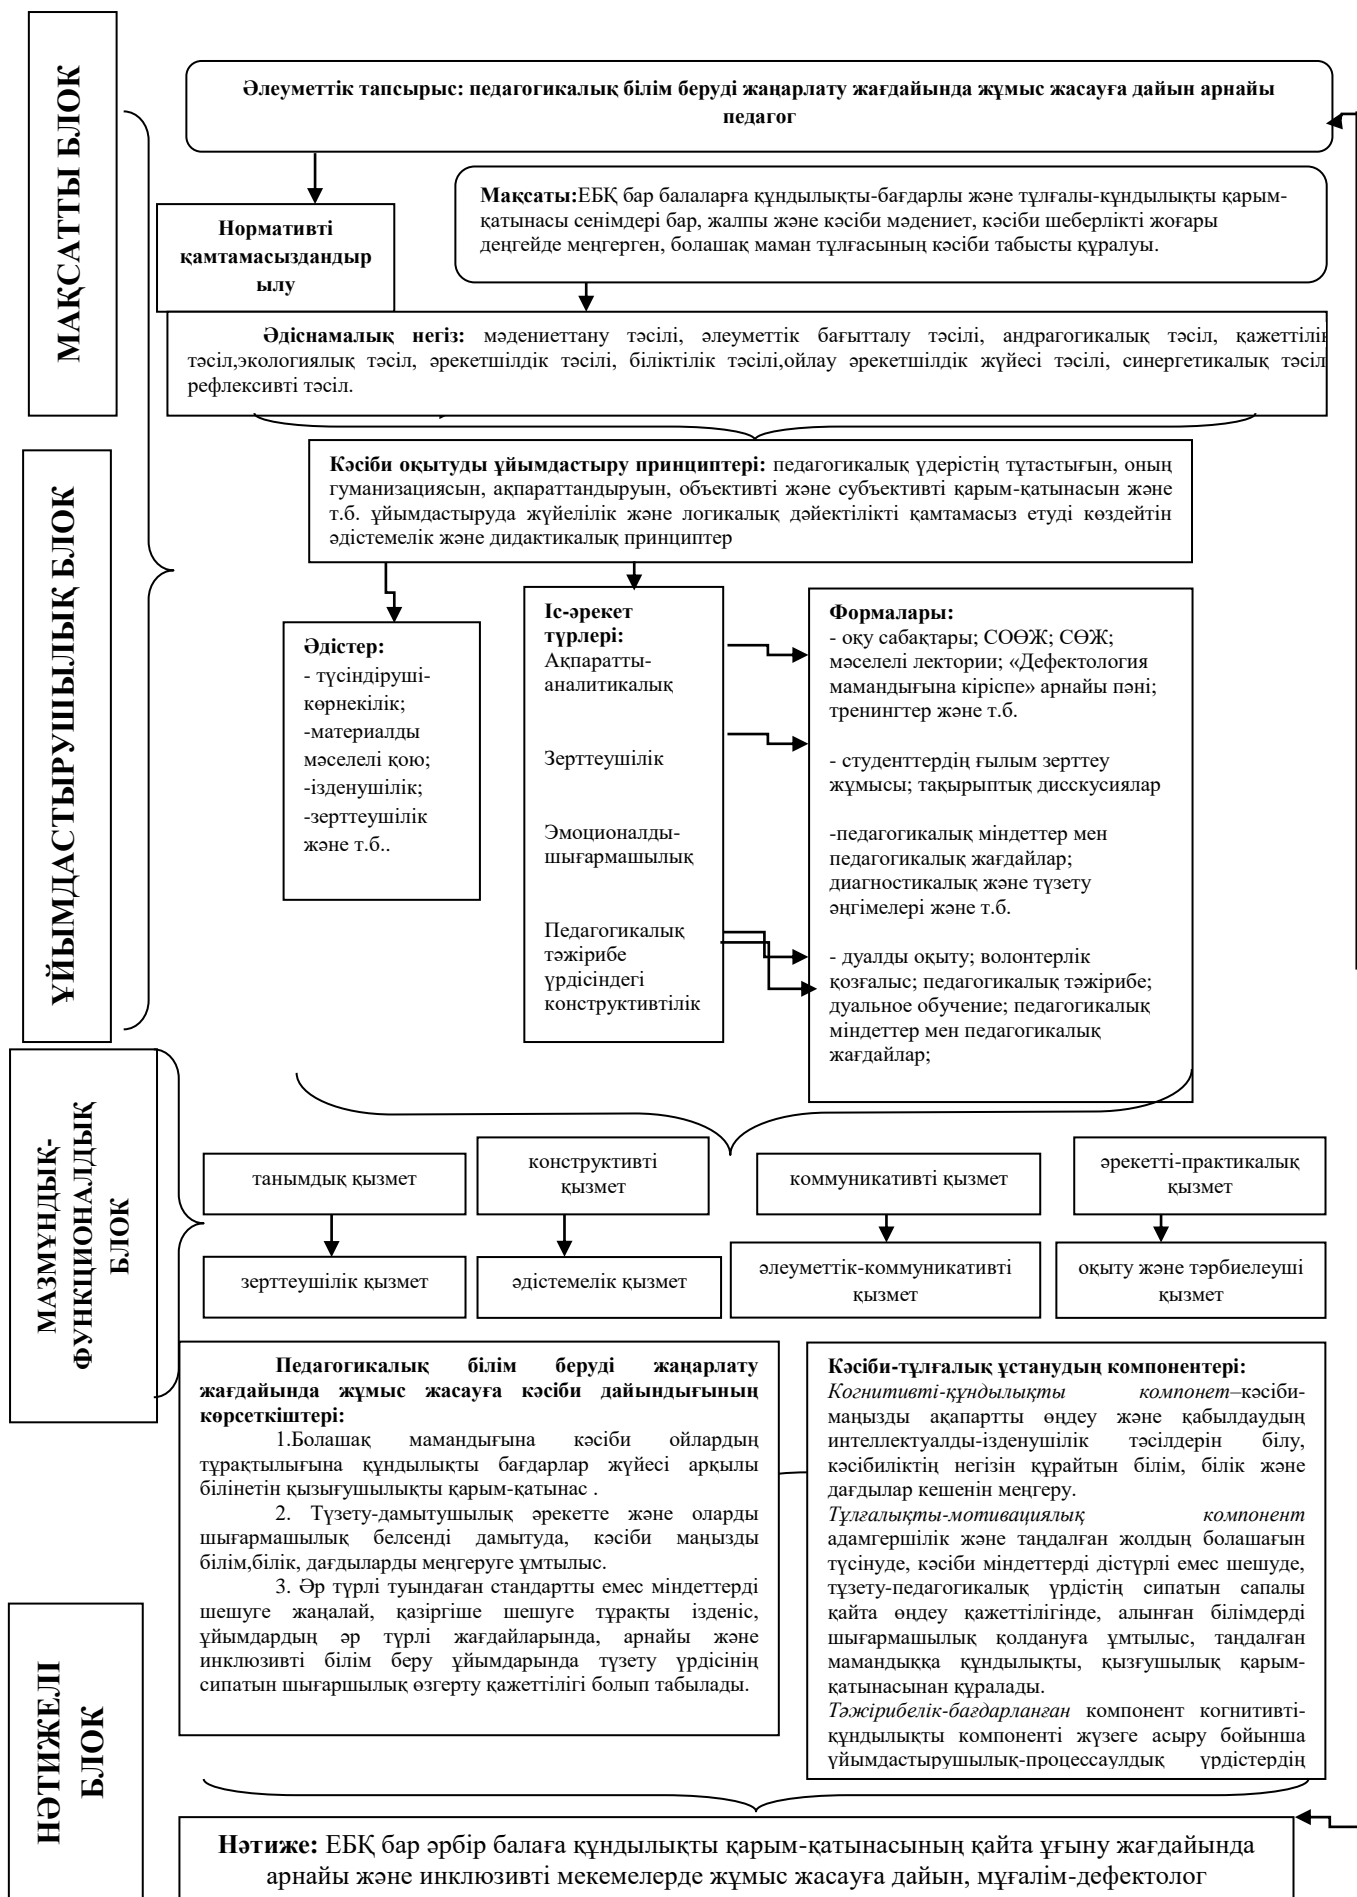 МАҚСАТТЫ БЛОК
Әлеуметтік тапсырыс: педагогикалық білім беруді жаңарлату жағдайында жұмыс жасауға дайын арнайы
педагог
Нормативті
қамтамасыздандыр
ылу
Мақсаты:ЕБҚ бар балаларға құндылықты-бағдарлы және тұлғалы-құндылықты қарым-
қатынасы сенімдері бар, жалпы және кәсіби мәдениет, кәсіби шеберлікті жоғары
деңгейде меңгерген, болашақ маман тұлғасының кәсіби табысты құралуы.
Әдіснамалық негіз: мәдениеттану тәсілі, әлеуметтік бағытталу тәсілі, андрагогикалық тәсіл, қажеттілік
тәсіл,экологиялық тәсіл, әрекетшілдік тәсілі, біліктілік тәсілі,ойлау әрекетшілдік жүйесі тәсілі, синергетикалық тәсіл
рефлексивті тәсіл.
ҰЙЫМДАСТЫРУШЫЛЫҚ БЛОК
Кәсіби оқытуды ұйымдастыру принциптері: педагогикалық үдерістің тұтастығын, оның
гуманизациясын, ақпараттандыруын, объективті және субъективті қарым-қатынасын және
т.б. ұйымдастыруда жүйелілік және логикалық дәйектілікті қамтамасыз етуді көздейтін
әдістемелік және дидактикалық принциптер
Әдістер:
- түсіндіруші-
көрнекілік;
-материалды
мәселелі қою;
-ізденушілік;
-зерттеушілік
және т.б..
Іс-әрекет
түрлері:
Ақпаратты-
аналитикалық
Зерттеушілік
Эмоционалды-
шығармашылық
Педагогикалық
тәжірибе
үрдісіндегі
конструктивтілік
Формалары:
- оқу сабақтары; СОӨЖ; СӨЖ;
мәселелі лектории; «Дефектология
мамандығына кіріспе» арнайы пәні;
тренингтер және т.б.
- студенттердің ғылым зерттеу
жұмысы; тақырыптық дисскусиялар
-педагогикалық міндеттер мен
педагогикалық жағдайлар;
диагностикалық және түзету
әңгімелері және т.б.
- дуалды оқыту; волонтерлік
қозғалыс; педагогикалық тәжірибе;
дуальное обучение; педагогикалық
міндеттер мен педагогикалық
жағдайлар;
МАЗМҰНДЫҚ-
ФУНКЦИОНАЛДЫҚ
БЛОК
танымдық қызмет
конструктивті
қызмет
коммуникативті қызмет
әрекетті-практикалық
қызмет
зерттеушілік қызмет
әдістемелік қызмет
әлеуметтік-коммуникативті
қызмет
оқыту және тәрбиелеуші
қызмет
Педагогикалық білім беруді жаңарлату
жағдайында жұмыс жасауға кәсіби дайындығының
көрсеткіштері:
1.Болашақ мамандығына кәсіби ойлардың
тұрақтылығына құндылықты бағдарлар жүйесі арқылы
білінетін қызығушылықты қарым-қатынас .
2. Түзету-дамытушылық әрекетте және оларды
шығармашылық белсенді дамытуда, кәсіби маңызды
білім,білік, дағдыларды меңгеруге ұмтылыс.
3. Әр түрлі туындаған стандартты емес міндеттерді
шешуге жаңалай, қазіргіше шешуге тұрақты ізденіс,
ұйымдардың әр түрлі жағдайларында, арнайы және
инклюзивті білім беру ұйымдарында түзету үрдісінің
сипатын шығаршылық өзгерту қажеттілігі болып табылады.
Кәсіби-тұлғалық ұстанудың компонентері:
Когнитивті-құндылықты компонет–кәсіби-
маңызды ақапартты өңдеу және қабылдаудың
интеллектуалды-ізденушілік тәсілдерін білу,
кәсібиліктің негізін құрайтын білім, білік және
дағдылар кешенін меңгеру.
Тұлғалықты-мотивациялық компонент
адамгершілік және таңдалған жолдың болашағын
түсінуде, кәсіби міндеттерді дістүрлі емес шешуде,
түзету-педагогикалық үрдістің сипатын сапалы
қайта өңдеу қажеттілігінде, алынған білімдерді
шығармашылық қолдануға ұмтылыс, таңдалған
мамандыққа құндылықты, қызғушылық қарым-
қатынасынан құралады.
Тәжірибелік-бағдарланған компонент когнитивті-
құндылықты компоненті жүзеге асыру бойынша
ұйымдастырушылық-процессаулдық үрдістердің
НӘТИЖЕЛІ
БЛОК
Нәтиже: ЕБҚ бар әрбір балаға құндылықты қарым-қатынасының қайта ұғыну жағдайында
арнайы және инклюзивті мекемелерде жұмыс жасауға дайын, мұғалім-дефектолог